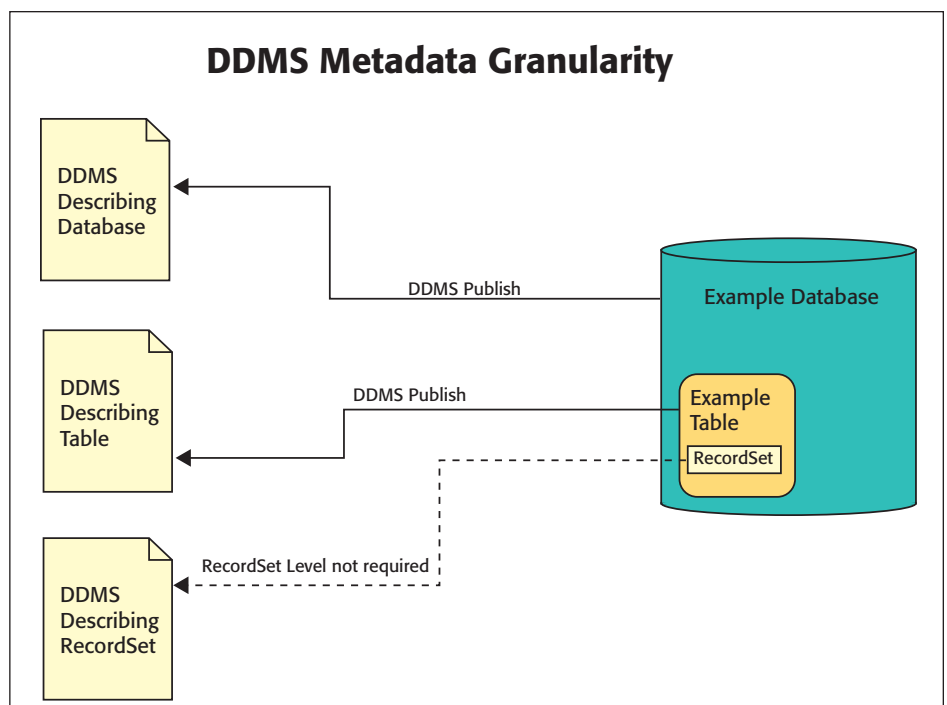 DDMS Metadata Granularity
DDMS
Describing
Database
DDMS Publish
Example Database
DDMS
Describing
Table
DDMS Publish
Example
Table
RecordSet
RecordSet Level not required
DDMS
Describing
RecordSet